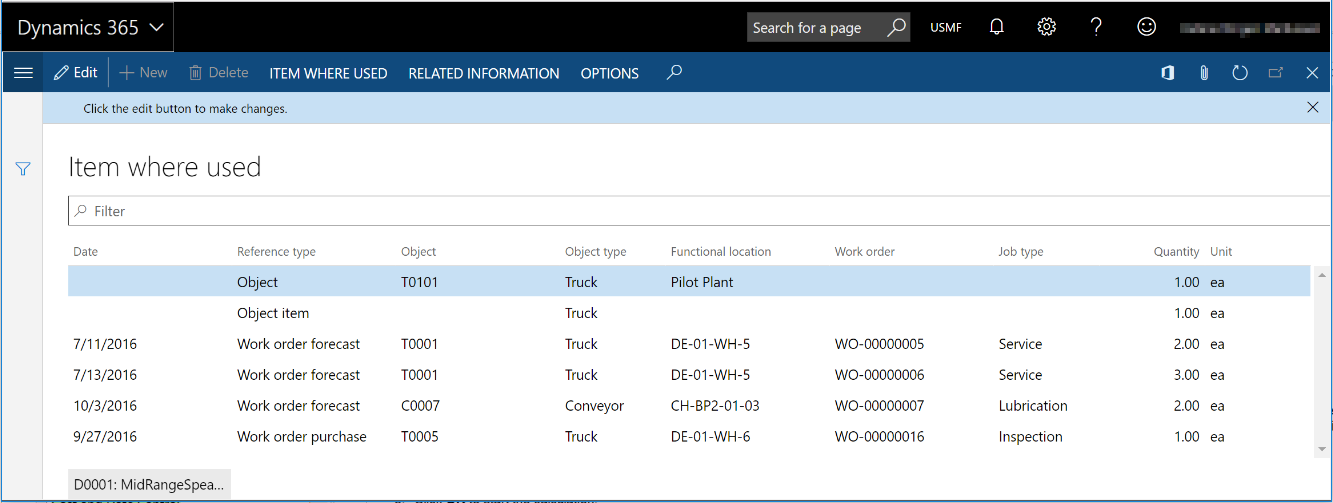 Dynamics 365 Search for a page USMF
Edit New Delete ITEM WHERE USED RELATED INFORMATION OPTIONS
Click the edit button to make changes.
Item where used
Filter
Date Reference type Object Object type Functional location Work order Job type Quantity Unit
Object T0101 Truck Pilot Plant 1.00 ea
Object item Truck 1.00 ea
7/11/2016 Work order forecast T0001 Truck DE-01-WH-5 WO-00000005 Service 2.00 ea
7/13/2016 Work order forecast T0001 Truck DE-01-WH-5 WO-00000006 Service 3.00 ea
10/3/2016 Work order forecast C0007 Conveyor CH-BP2-01-03 WO-00000007 Lubrication 2.00 ea
9/27/2016 Work order purchase T0005 Truck DE-01-WH-6 WO-00000016 Inspection 1.00 ea
D0001: MidRangeSpea...